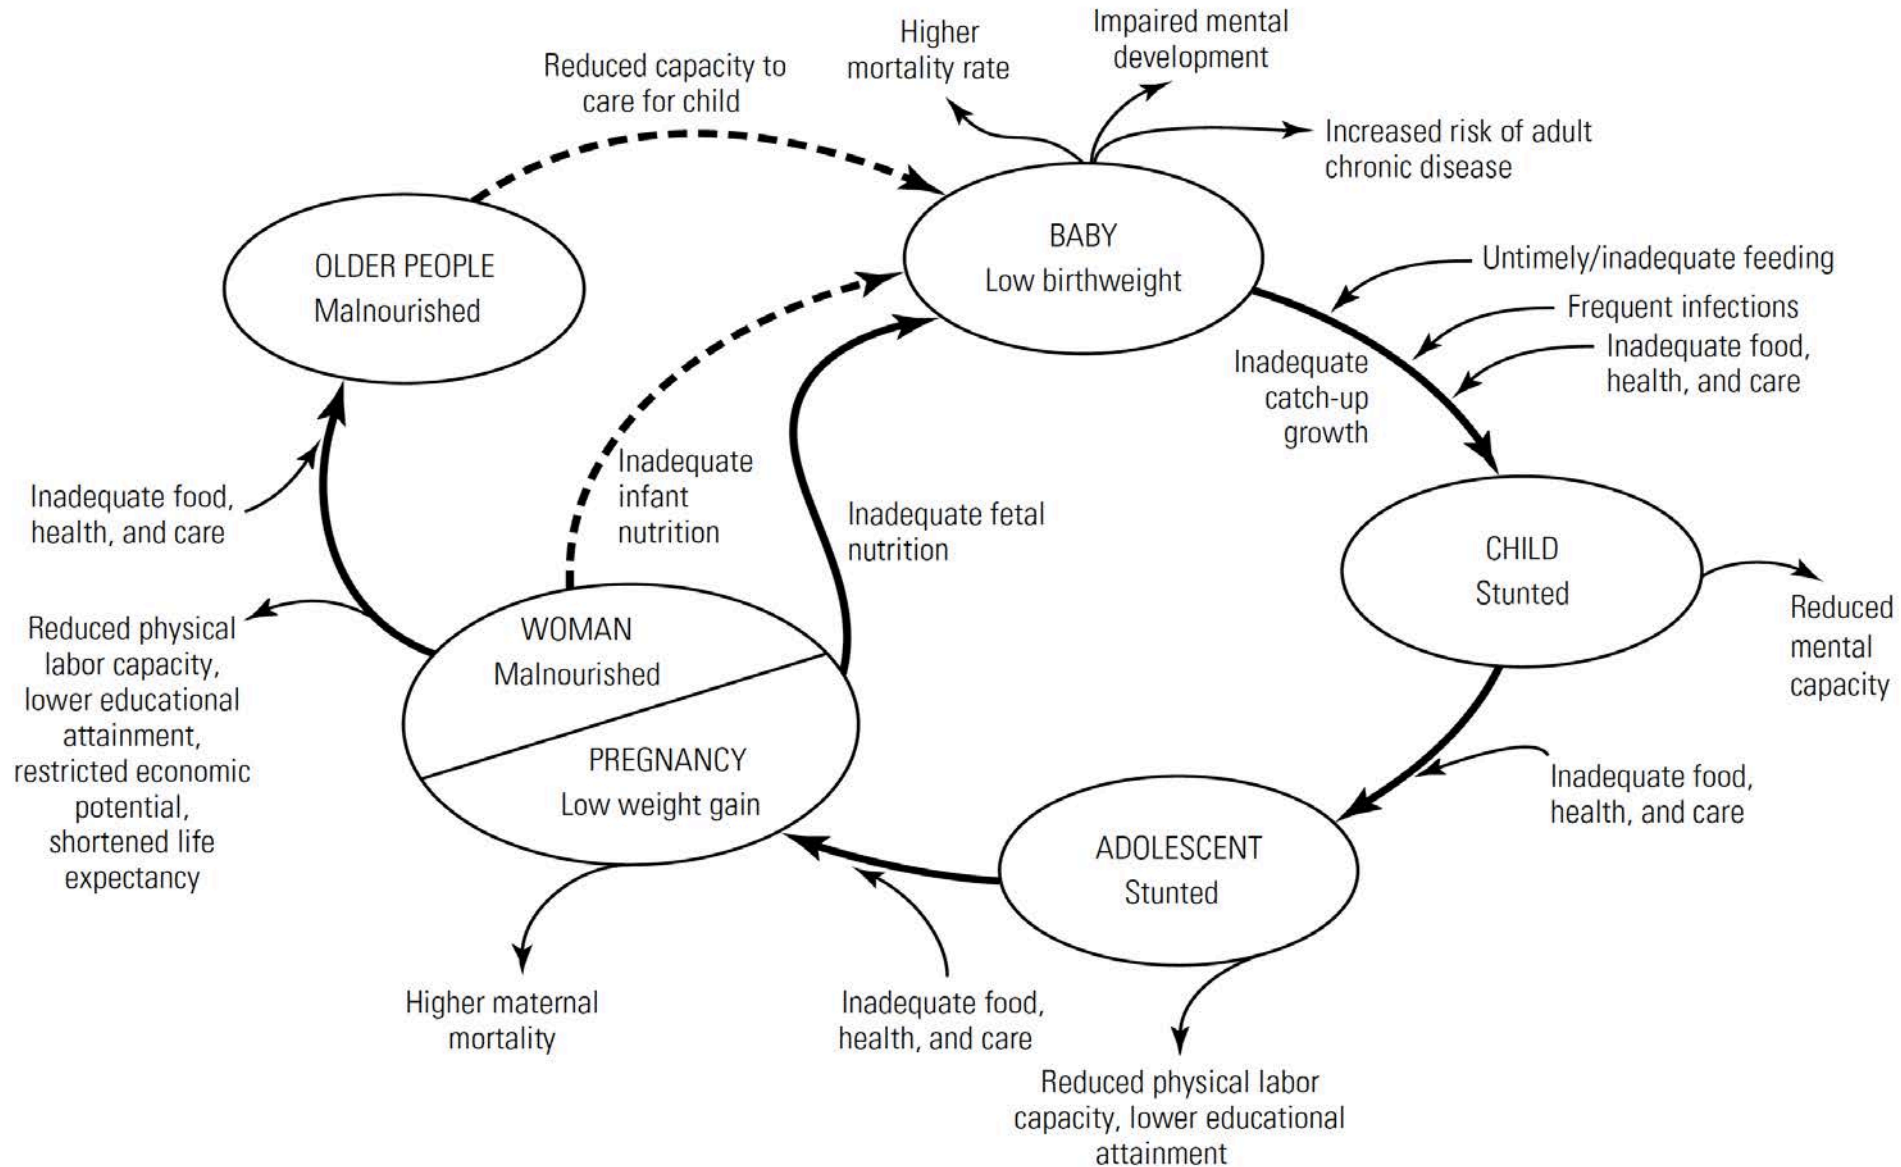 Higher
mortality rate
Impaired mental
development
Reduced capacity to
care for child
Increased risk of adult
chronic disease
OLDER PEOPLE
Malnourished
BABY
Low birthweight
Untimely/inadequate feeding
Frequent infections
Inadequate food,
health, and care
Inadequate
catch-up
growth
Inadequate food,
health, and care
Inadequate
infant
nutrition
Inadequate fetal
nutrition
CHILD
Stunted
Reduced
mental
capacity
Reduced physical
labor capacity,
lower educational
attainment,
restricted economic
potential,
shortened life
expectancy
WOMAN
Malnourished
PREGNANCY
Low weight gain
Inadequate food,
health, and care
ADOLESCENT
Stunted
Higher maternal
mortality
Inadequate food,
health, and care
Reduced physical labor
capacity, lower educational
attainment